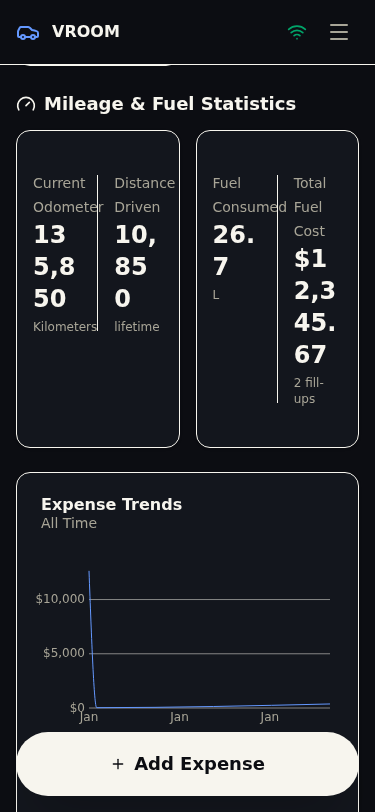 VROOM
Mileage & Fuel Statistics
Current
Odometer
13
5,8
50
Kilometers
Distance
Driven
10,
85
0
lifetime
Fuel
Consumed
26.
7
L
Total
Fuel
Cost
$1
2,3
45.
67
2 fill-
ups
Expense Trends
All Time
$10,000
$5,000
$0
Jan
Jan
Jan
+ Add Expense